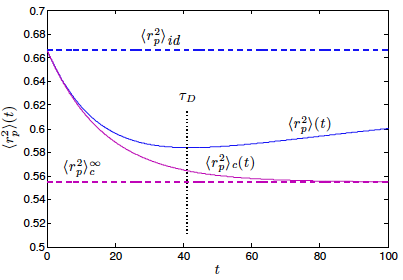 0.7
0.68
0.66
0.64
0.62
0.6
0.58
0.56
0.54
0.52
0.5
⟨r_p^2⟩(t)
⟨r_p^2⟩_{id}
τ_D
⟨r_p^2⟩(t)
⟨r_p^2⟩_c^∞
⟨r_p^2⟩_c(t)
0 20 40 60 80 100
t